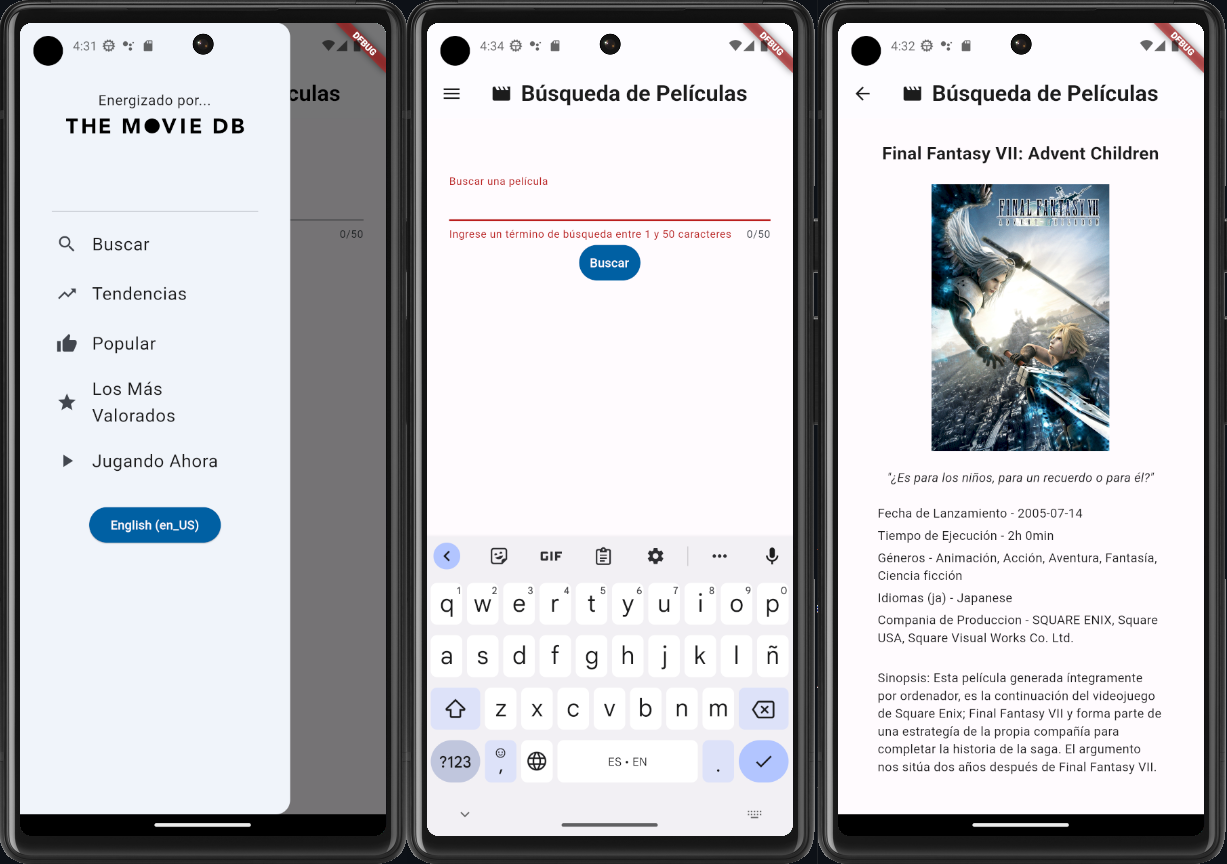 4:31
DEBUG
culas
Energizado por...
THE MOVIE DB
0/50
Buscar
Tendencias
Popular
Los Más
Valorados
Jugando Ahora
English (en_US)
4:34
DEBUG
Búsqueda de Películas
Buscar una película
Ingrese un término de búsqueda entre 1 y 50 caracteres 0/50
Buscar
GIF
q1 w2 e3 r4 t5 y6 u7 i8 o9 p0
a s d f g h j k l ñ
z x c v b n m
?123 , ES • EN .
4:32
DEBUG
Búsqueda de Películas
Final Fantasy VII: Advent Children
FINAL FANTASY VII
ADVENT CHILDREN
"¿Es para los niños, para un recuerdo o para él?"
Fecha de Lanzamiento - 2005-07-14
Tiempo de Ejecución - 2h 0min
Géneros - Animación, Acción, Aventura, Fantasía,
Ciencia ficción
Idiomas (ja) - Japanese
Compania de Produccion - SQUARE ENIX, Square
USA, Square Visual Works Co. Ltd.
Sinopsis: Esta película generada íntegramente
por ordenador, es la continuación del videojuego
de Square Enix; Final Fantasy VII y forma parte de
una estrategía de la propia compañía para
completar la historia de la saga. El argumento
nos sitúa dos años después de Final Fantasy VII.